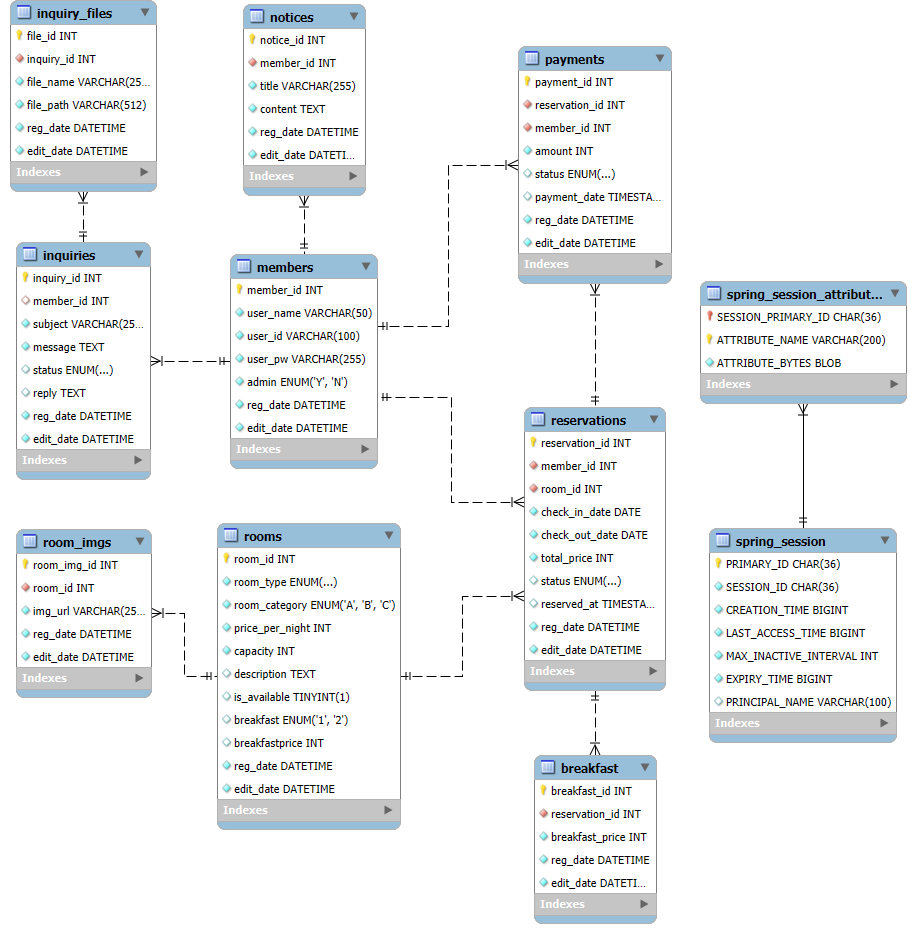 inquiry_files
file_id INT
inquiry_id INT
file_name VARCHAR(25...
file_path VARCHAR(512)
reg_date DATETIME
edit_date DATETIME
Indexes
notices
notice_id INT
member_id INT
title VARCHAR(255)
content TEXT
reg_date DATETIME
edit_date DATETI...
Indexes
payments
payment_id INT
reservation_id INT
member_id INT
amount INT
status ENUM(...)
payment_date TIMESTA...
reg_date DATETIME
edit_date DATETIME
Indexes
inquiries
inquiry_id INT
member_id INT
subject VARCHAR(25...
message TEXT
status ENUM(...)
reply TEXT
reg_date DATETIME
edit_date DATETIME
Indexes
members
member_id INT
user_name VARCHAR(50)
user_id VARCHAR(100)
user_pw VARCHAR(255)
admin ENUM('Y', 'N')
reg_date DATETIME
edit_date DATETIME
Indexes
spring_session_attribut...
SESSION_PRIMARY_ID CHAR(36)
ATTRIBUTE_NAME VARCHAR(200)
ATTRIBUTE_BYTES BLOB
Indexes
reservations
reservation_id INT
member_id INT
room_id INT
check_in_date DATE
check_out_date DATE
total_price INT
status ENUM(...)
reserved_at TIMESTA...
reg_date DATETIME
edit_date DATETIME
Indexes
room_imgs
room_img_id INT
room_id INT
img_url VARCHAR(25...
reg_date DATETIME
edit_date DATETIME
Indexes
rooms
room_id INT
room_type ENUM(...)
room_category ENUM('A', 'B', 'C')
price_per_night INT
capacity INT
description TEXT
is_available TINYINT(1)
breakfast ENUM('1', '2')
breakfastprice INT
reg_date DATETIME
edit_date DATETIME
Indexes
spring_session
PRIMARY_ID CHAR(36)
SESSION_ID CHAR(36)
CREATION_TIME BIGINT
LAST_ACCESS_TIME BIGINT
MAX_INACTIVE_INTERVAL INT
EXPIRY_TIME BIGINT
PRINCIPAL_NAME VARCHAR(100)
Indexes
breakfast
breakfast_id INT
reservation_id INT
breakfast_price INT
reg_date DATETIME
edit_date DATETI...
Indexes